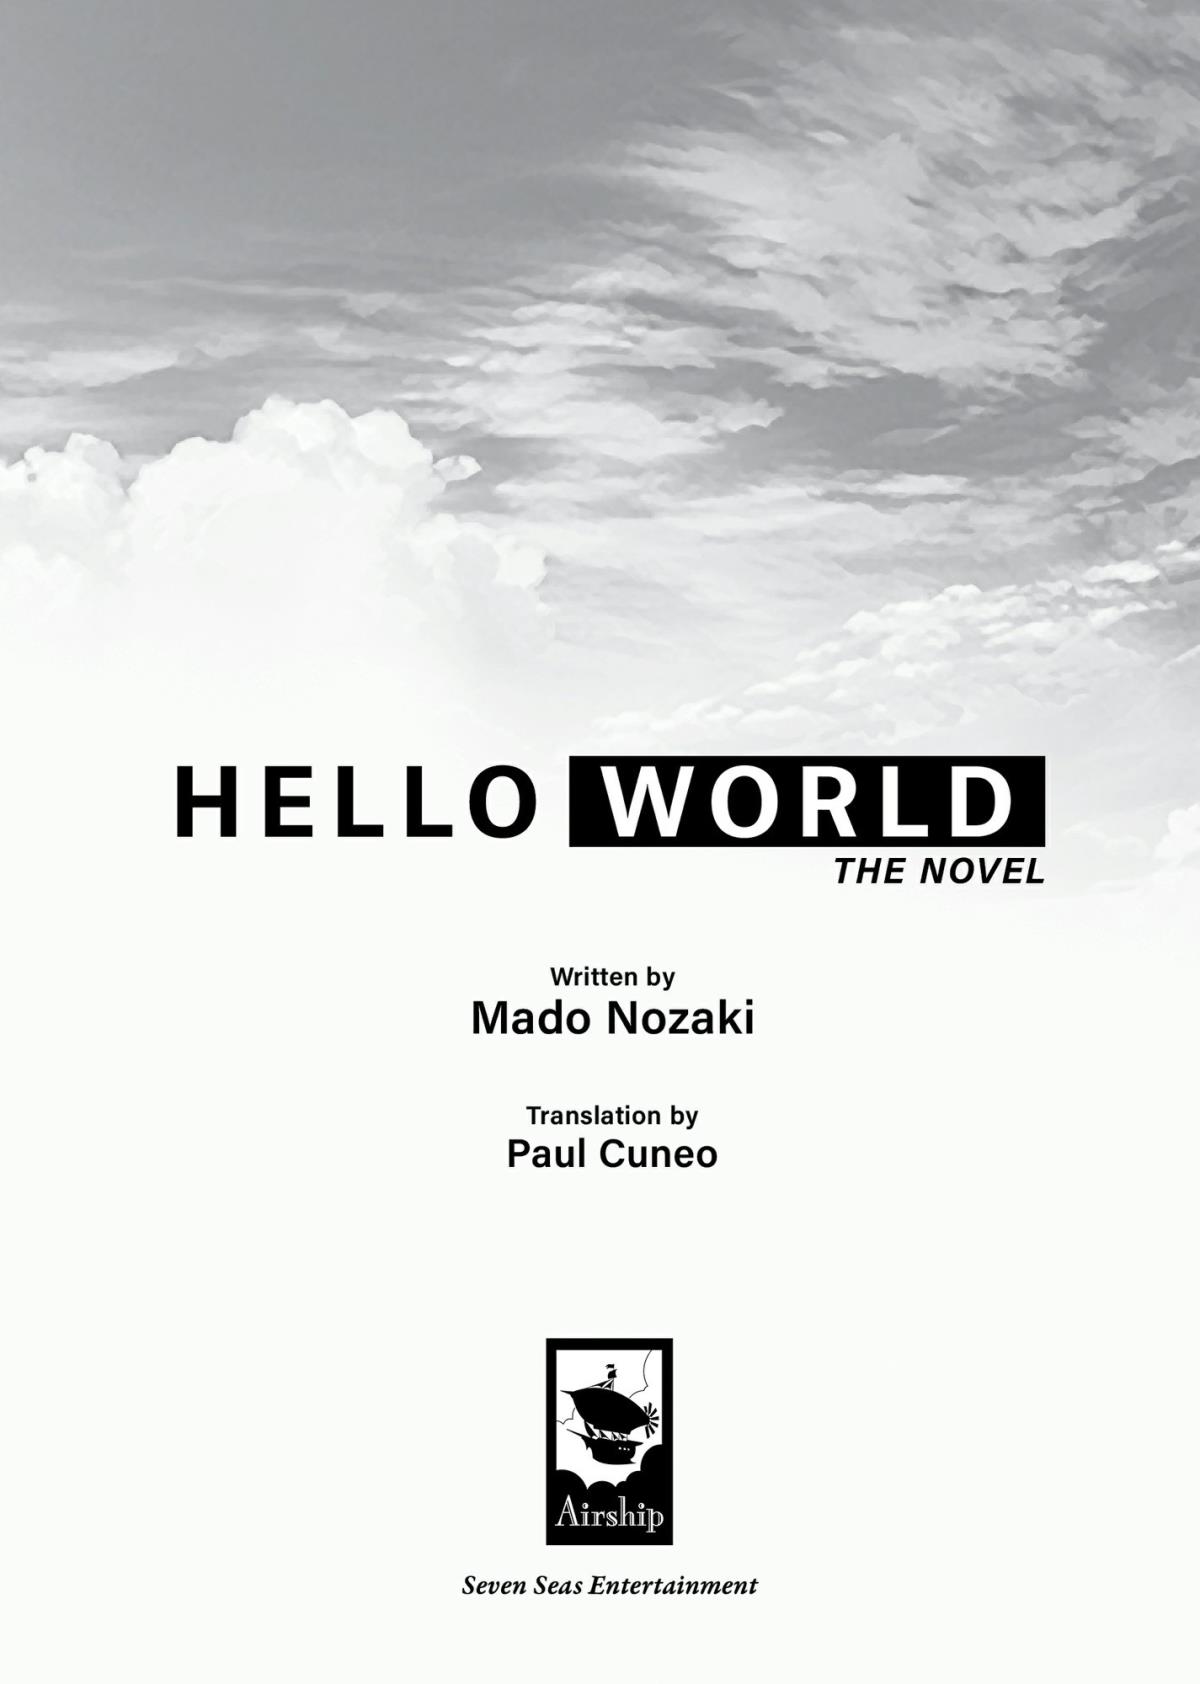 HELLO WORLD
THE NOVEL
Written by
Mado Nozaki
Translation by
Paul Cuneo
Airship
Seven Seas Entertainment